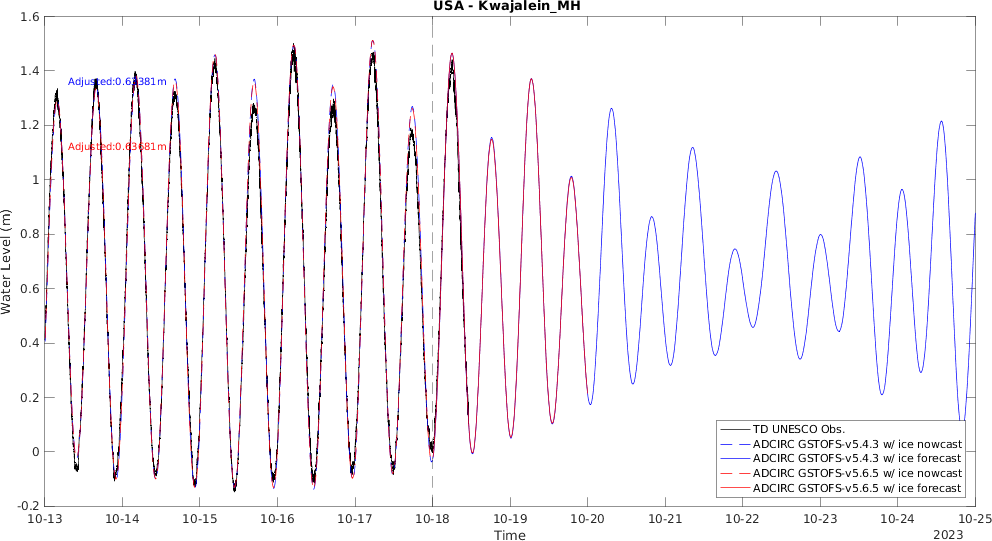 USA - Kwajalein_MH
1.6
1.4
1.2
1
0.8
0.6
0.4
0.2
0
-0.2
Water Level (m)
Adjusted:0.63381m
Adjusted:0.63681m
TD UNESCO Obs.
ADCIRC GSTOFS-v5.4.3 w/ ice nowcast
ADCIRC GSTOFS-v5.4.3 w/ ice forecast
ADCIRC GSTOFS-v5.6.5 w/ ice nowcast
ADCIRC GSTOFS-v5.6.5 w/ ice forecast
10-13 10-14 10-15 10-16 10-17 10-18 10-19 10-20 10-21 10-22 10-23 10-24 10-25
Time
2023